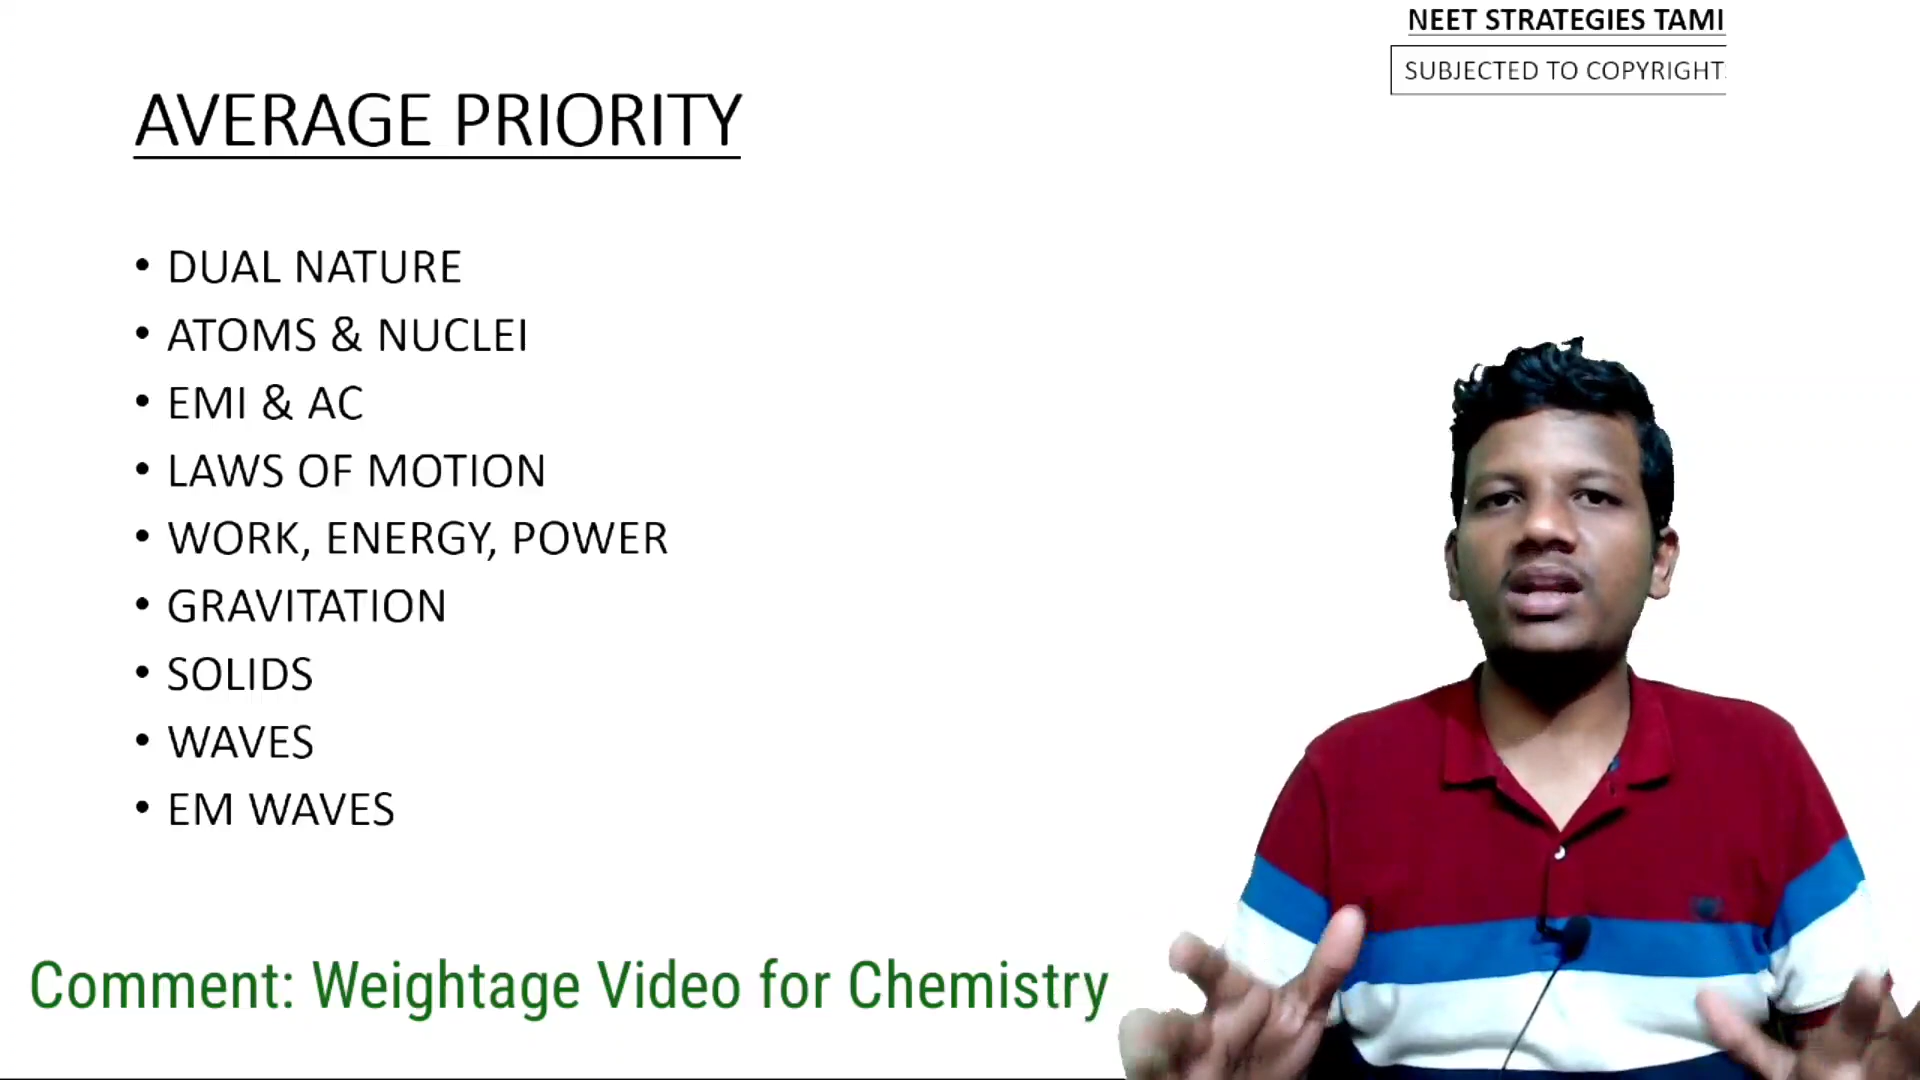 NEET STRATEGIES TAMI
SUBJECTED TO COPYRIGHT
AVERAGE PRIORITY
• DUAL NATURE
• ATOMS & NUCLEI
• EMI & AC
• LAWS OF MOTION
• WORK, ENERGY, POWER
• GRAVITATION
• SOLIDS
• WAVES
• EM WAVES
Comment: Weightage Video for Chemistry